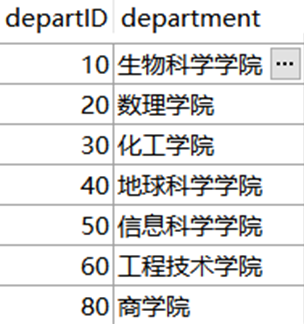 departID department
10 生物科学学院 ...
20 数理学院
30 化工学院
40 地球科学学院
50 信息科学学院
60 工程技术学院
80 商学院